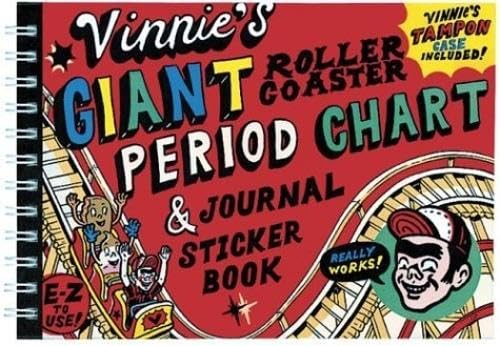 Vinnie's
GIANT ROLLER
COASTER
PERIOD CHART
& JOURNAL
STICKER
BOOK
VINNIE'S
TAMPON
CASE
INCLUDED!
REALLY
WORKS!
E-Z
TO
USE!